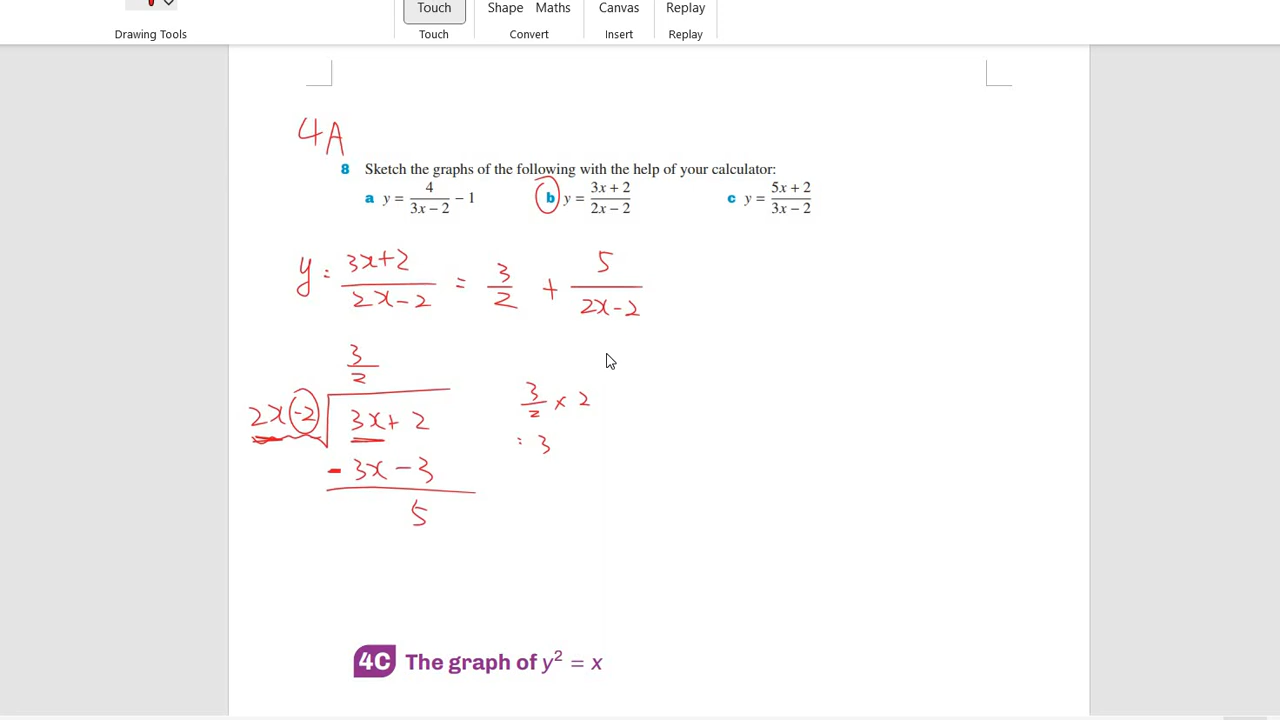 Touch Shape Maths Canvas Replay
Drawing Tools Touch Convert Insert Replay
4A
8 Sketch the graphs of the following with the help of your calculator:
a y = 4/(3x − 2) − 1 b y = (3x + 2)/(2x − 2) c y = (5x + 2)/(3x − 2)
y = (3x+2)/(2x−2) = 3/2 + 5/(2x−2)
3/2
2x−2 3x+2 3/2 × 2
− 3x − 3 = 3
5
4C The graph of y² = x